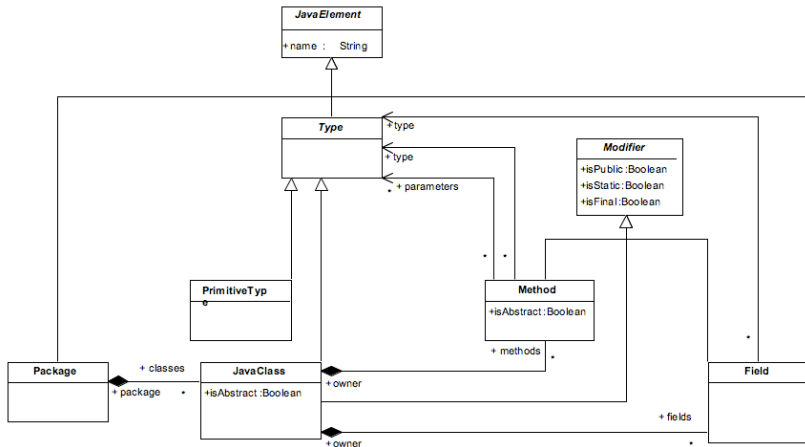 JavaElement
+ name : String
Type
+ type
+ type
+ parameters
*
Modifier
+isPublic :Boolean
+isStatic :Boolean
+isFinal :Boolean
*
*
*
PrimitiveTyp
e
Method
+isAbstract :Boolean
+ methods
*
Package
+ classes
+ package
*
JavaClass
+isAbstract :Boolean
+ owner
+ owner
Field
+ fields
*